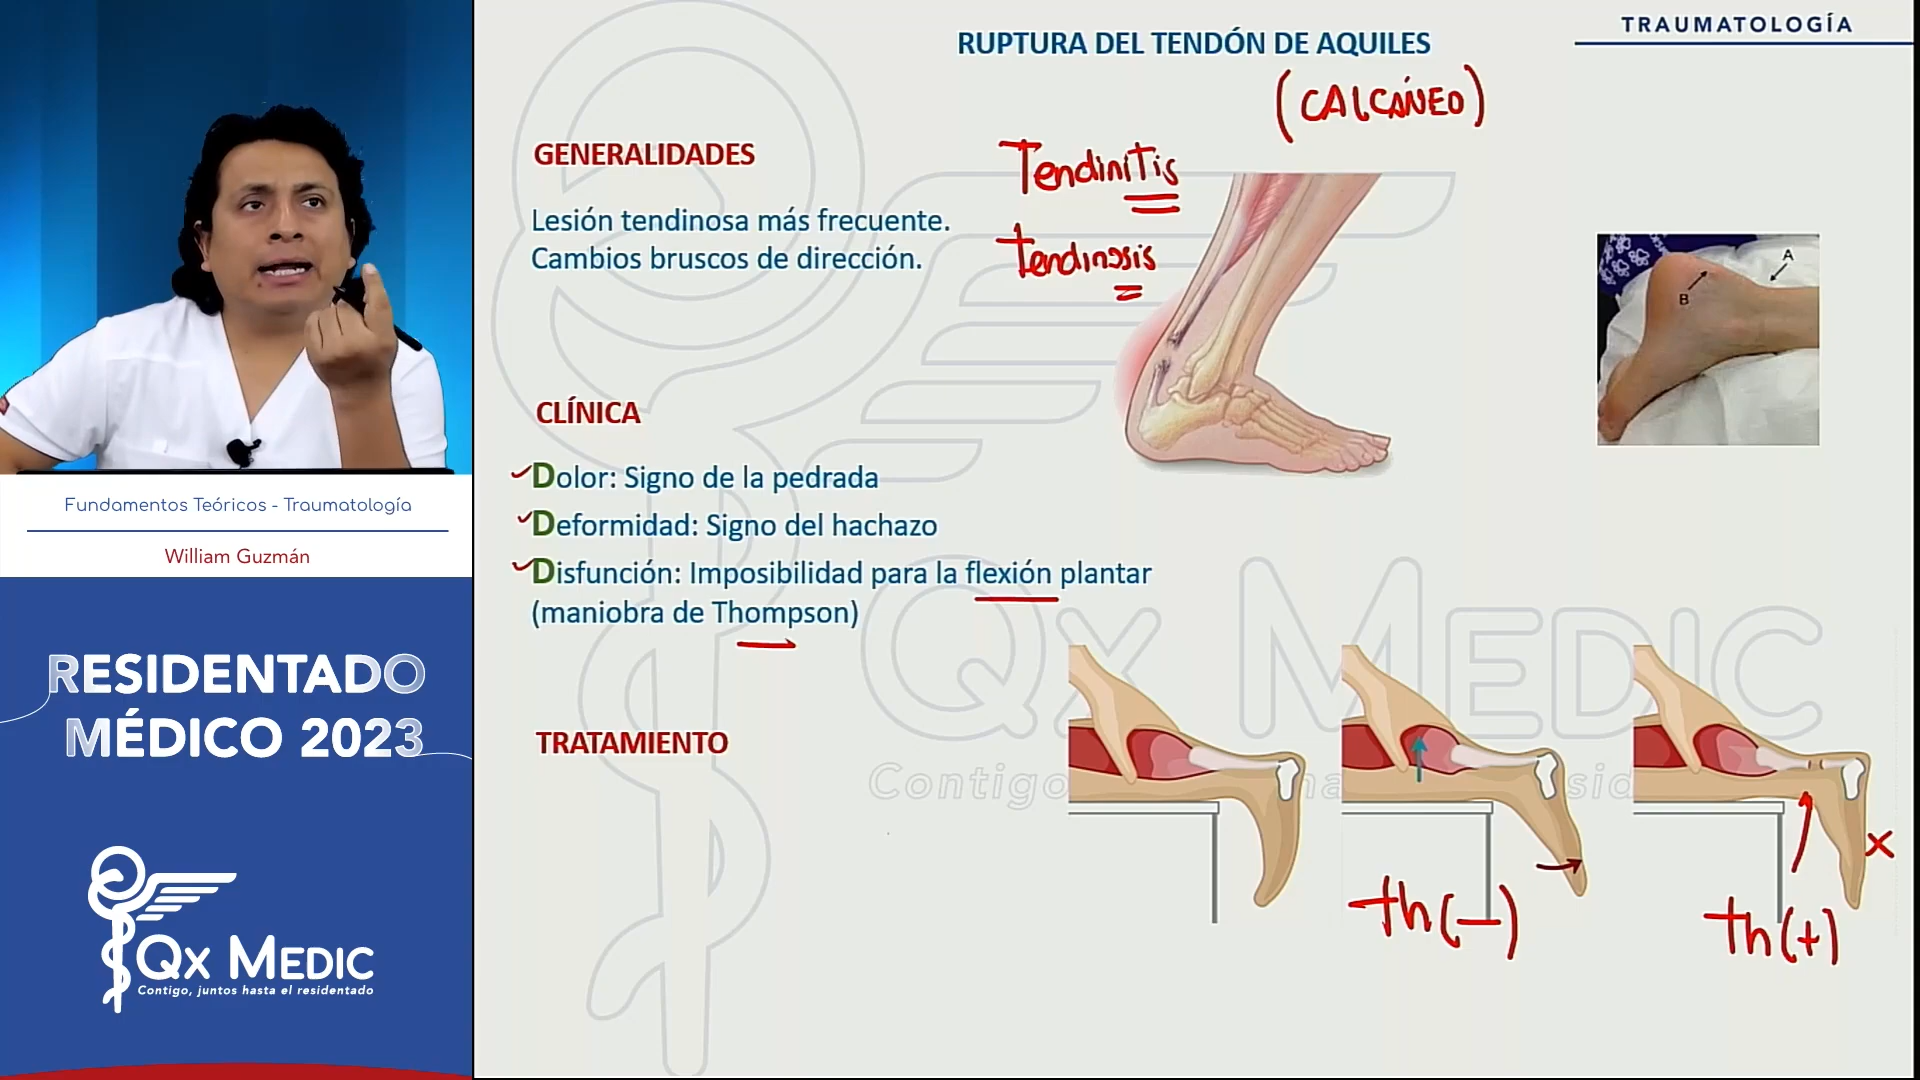 TRAUMATOLOGÍA
RUPTURA DEL TENDÓN DE AQUILES
(CALCÁNEO)
GENERALIDADES
Tendinitis
Lesión tendinosa más frecuente.
Cambios bruscos de dirección.
tendinosis
A
B
CLÍNICA
Dolor: Signo de la pedrada
Deformidad: Signo del hachazo
Disfunción: Imposibilidad para la flexión plantar
(maniobra de Thompson)
TRATAMIENTO
th(-)
th(+)
x
Fundamentos Teóricos - Traumatología
William Guzmán
RESIDENTADO
MÉDICO 2023
QX MEDIC
Contigo, juntos hasta el residentado
QX MEDIC